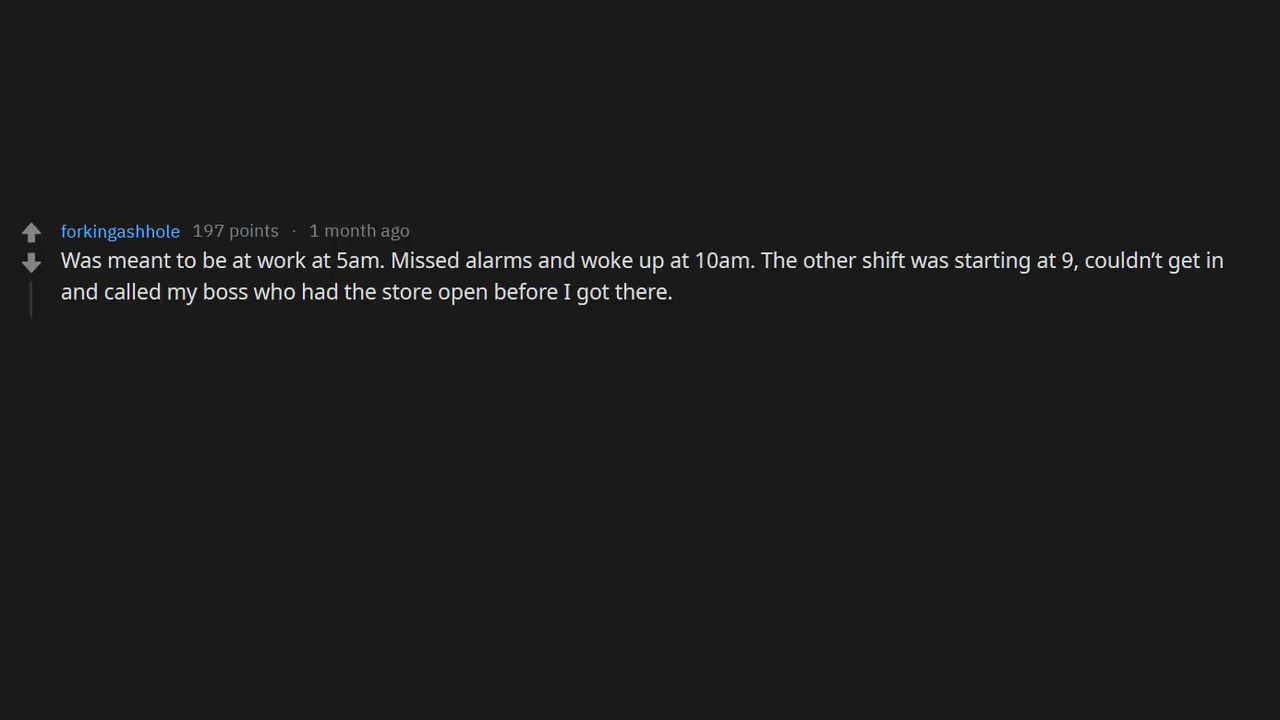 forkingashhole 197 points · 1 month ago
Was meant to be at work at 5am. Missed alarms and woke up at 10am. The other shift was starting at 9, couldn’t get in
and called my boss who had the store open before I got there.